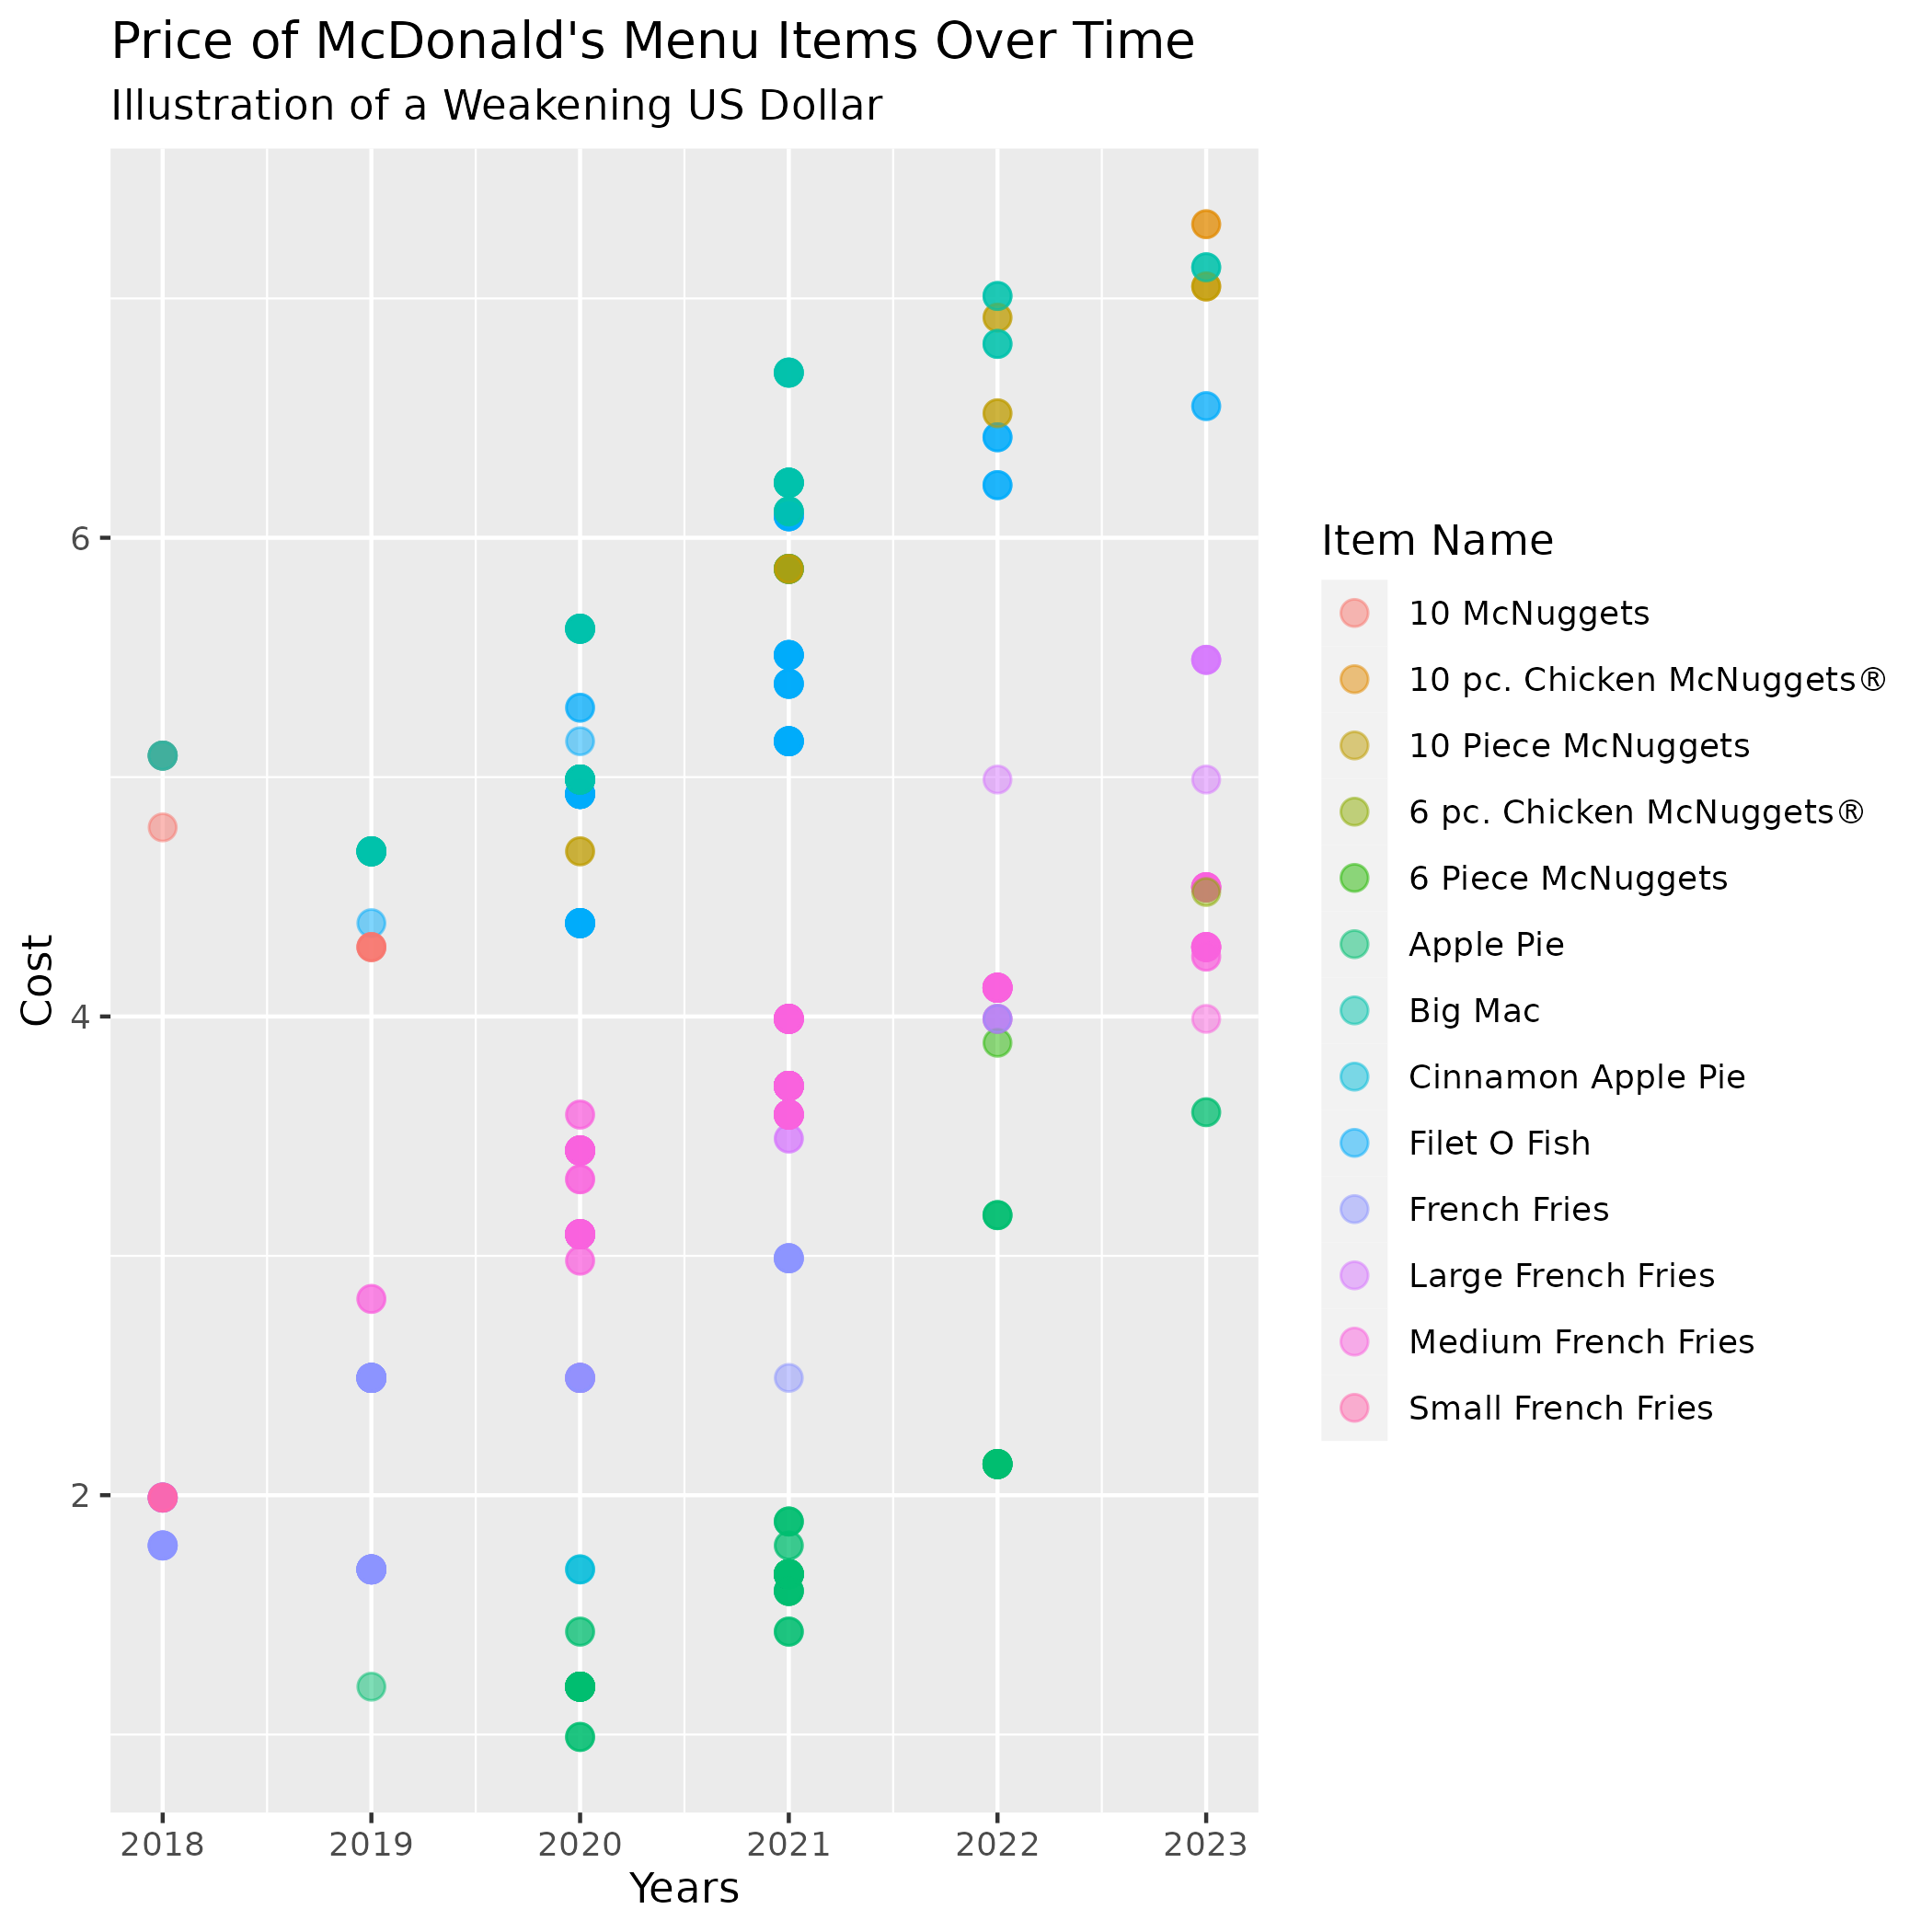 Price of McDonald's Menu Items Over Time
Illustration of a Weakening US Dollar
Cost
6
4
2
2018 2019 2020 2021 2022 2023
Years
Item Name
10 McNuggets
10 pc. Chicken McNuggets®
10 Piece McNuggets
6 pc. Chicken McNuggets®
6 Piece McNuggets
Apple Pie
Big Mac
Cinnamon Apple Pie
Filet O Fish
French Fries
Large French Fries
Medium French Fries
Small French Fries